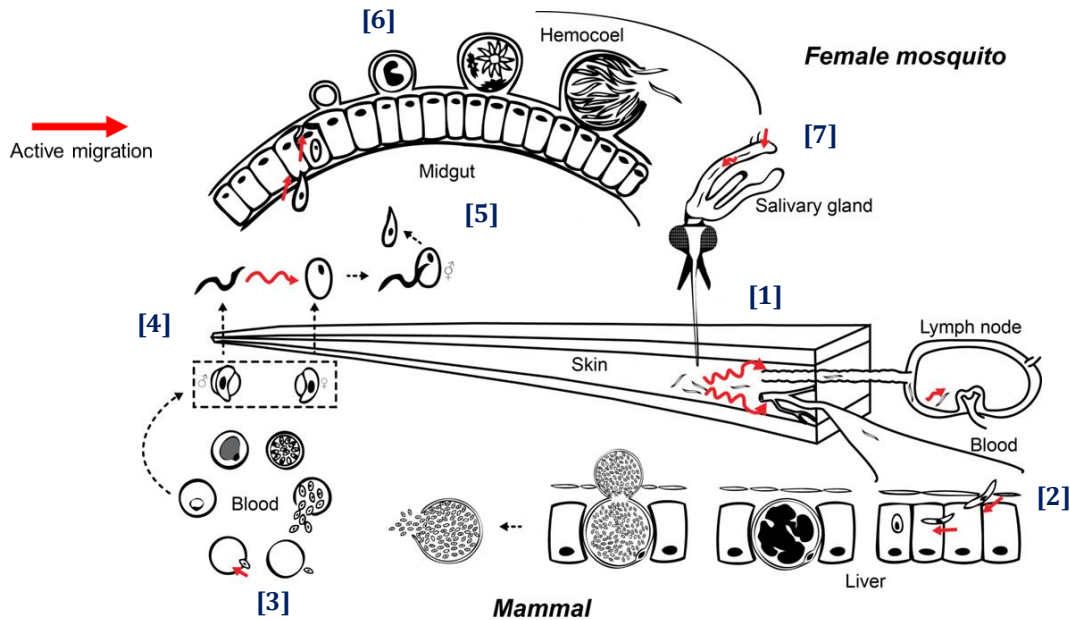 [6]
Hemocoel
Female mosquito
Active migration
[7]
Midgut
Salivary gland
[5]
⚥
[1]
[4]
Lymph node
Skin
♂
♀
Blood
Blood
[2]
Liver
[3]
Mammal